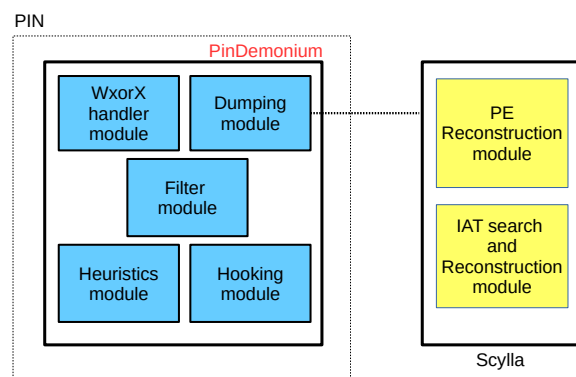 PIN
PinDemonium
WxorX
handler
module
Dumping
module
Filter
module
Heuristics
module
Hooking
module
PE
Reconstruction
module
IAT search
and
Reconstruction
module
Scylla